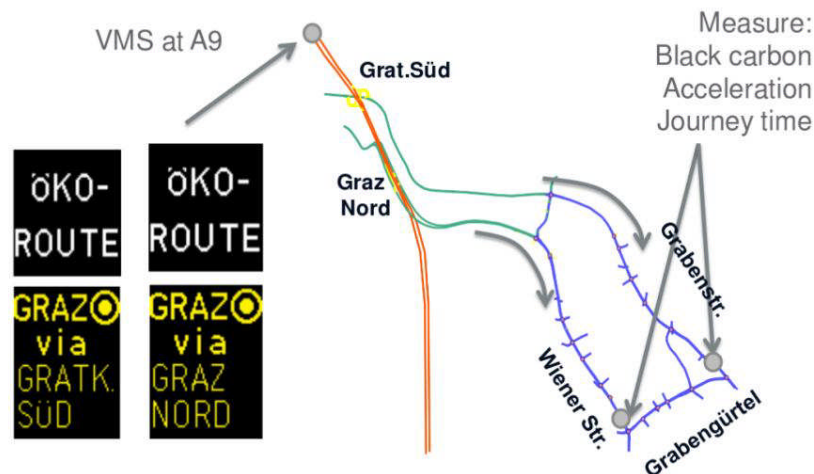 VMS at A9
Measure:
Black carbon
Acceleration
Journey time
Grat.Süd
Graz
Nord
Grabenstr.
Wiener Str.
Grabengürtel
öKO-
ROUTE
GRAZ
via
GRATK.
SÜD
öKO-
ROUTE
GRAZ
via
GRAZ
NORD